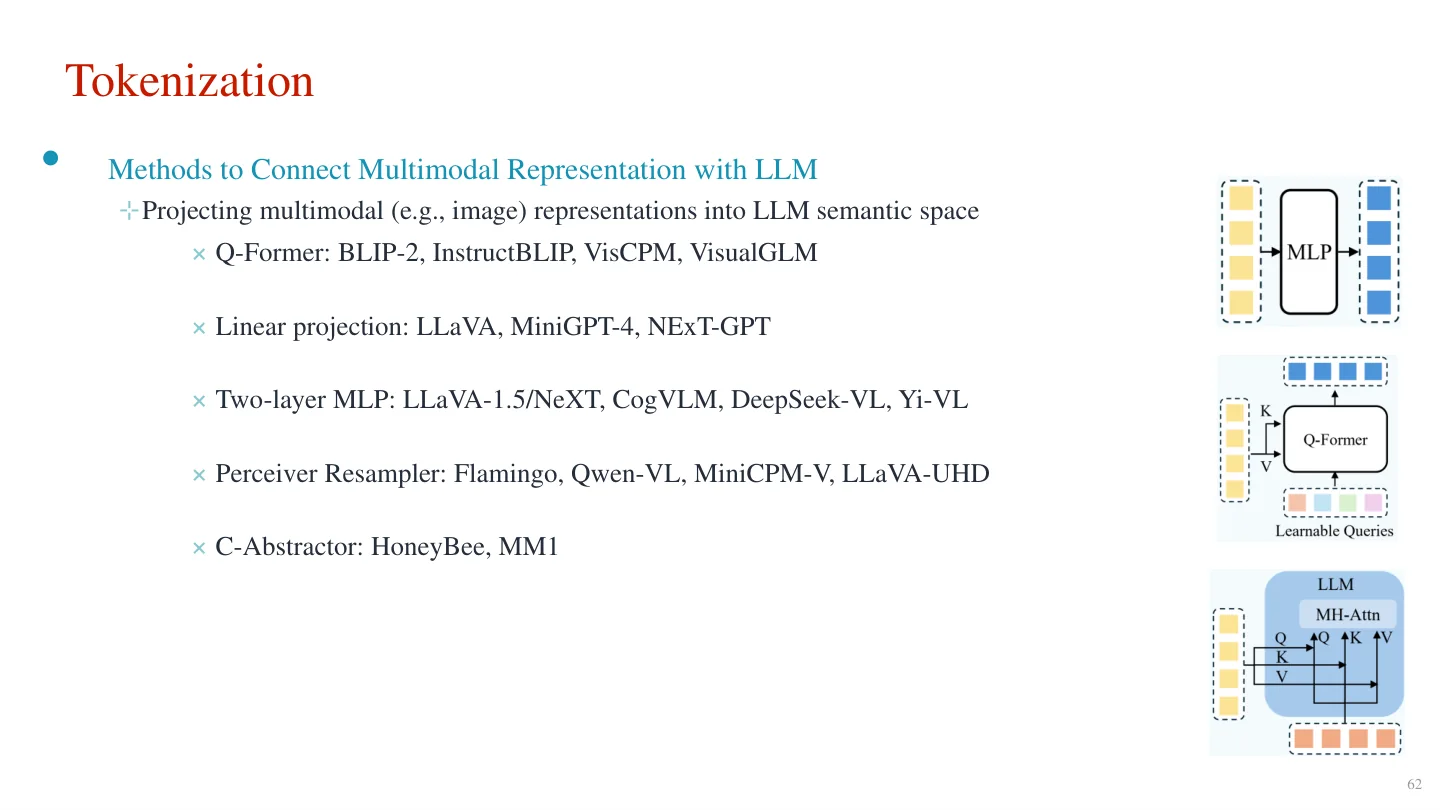 Tokenization
Methods to Connect Multimodal Representation with LLM
Projecting multimodal (e.g., image) representations into LLM semantic space
Q-Former: BLIP-2, InstructBLIP, VisCPM, VisualGLM
Linear projection: LLaVA, MiniGPT-4, NExT-GPT
Two-layer MLP: LLaVA-1.5/NeXT, CogVLM, DeepSeek-VL, Yi-VL
Perceiver Resampler: Flamingo, Qwen-VL, MiniCPM-V, LLaVA-UHD
C-Abstractor: HoneyBee, MM1
MLP
K
Q-Former
V
Learnable Queries
LLM
MH-Attn
Q Q K V
K
V
62